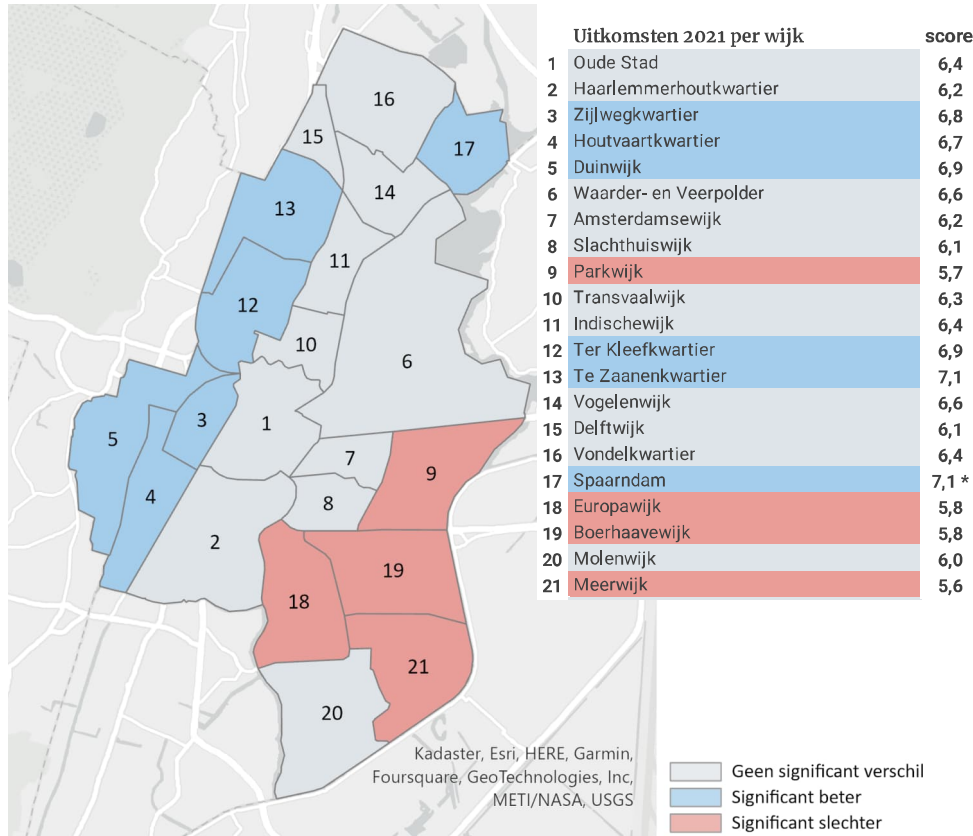 Uitkomsten 2021 per wijk score
1 Oude Stad 6,4
2 Haarlemmerhoutkwartier 6,2
3 Zijlwegkwartier 6,8
4 Houtvaartkwartier 6,7
5 Duinwijk 6,9
6 Waarder- en Veerpolder 6,6
7 Amsterdamsewijk 6,2
8 Slachthuiswijk 6,1
9 Parkwijk 5,7
10 Transvaalwijk 6,3
11 Indischewijk 6,4
12 Ter Kleefkwartier 6,9
13 Te Zaanenkwartier 7,1
14 Vogelenwijk 6,6
15 Delftwijk 6,1
16 Vondelkwartier 6,4
17 Spaarndam 7,1 *
18 Europawijk 5,8
19 Boerhaavewijk 5,8
20 Molenwijk 6,0
21 Meerwijk 5,6
16
15
17
14
13
11
12
10
6
3
1
5
7
9
4
8
2
19
18
21
20
Kadaster, Esri, HERE, Garmin,
Foursquare, GeoTechnologies, Inc,
METI/NASA, USGS
Geen significant verschil
Significant beter
Significant slechter